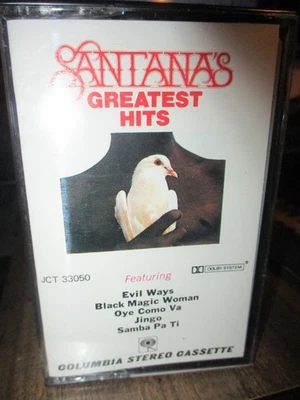 SANTANA'S
GREATEST
HITS
JCT 33050
Featuring
DOLBY SYSTEM
Evil Ways
Black Magic Woman
Oye Como Va
Jingo
Samba Pa Ti
COLUMBIA STEREO CASSETTE